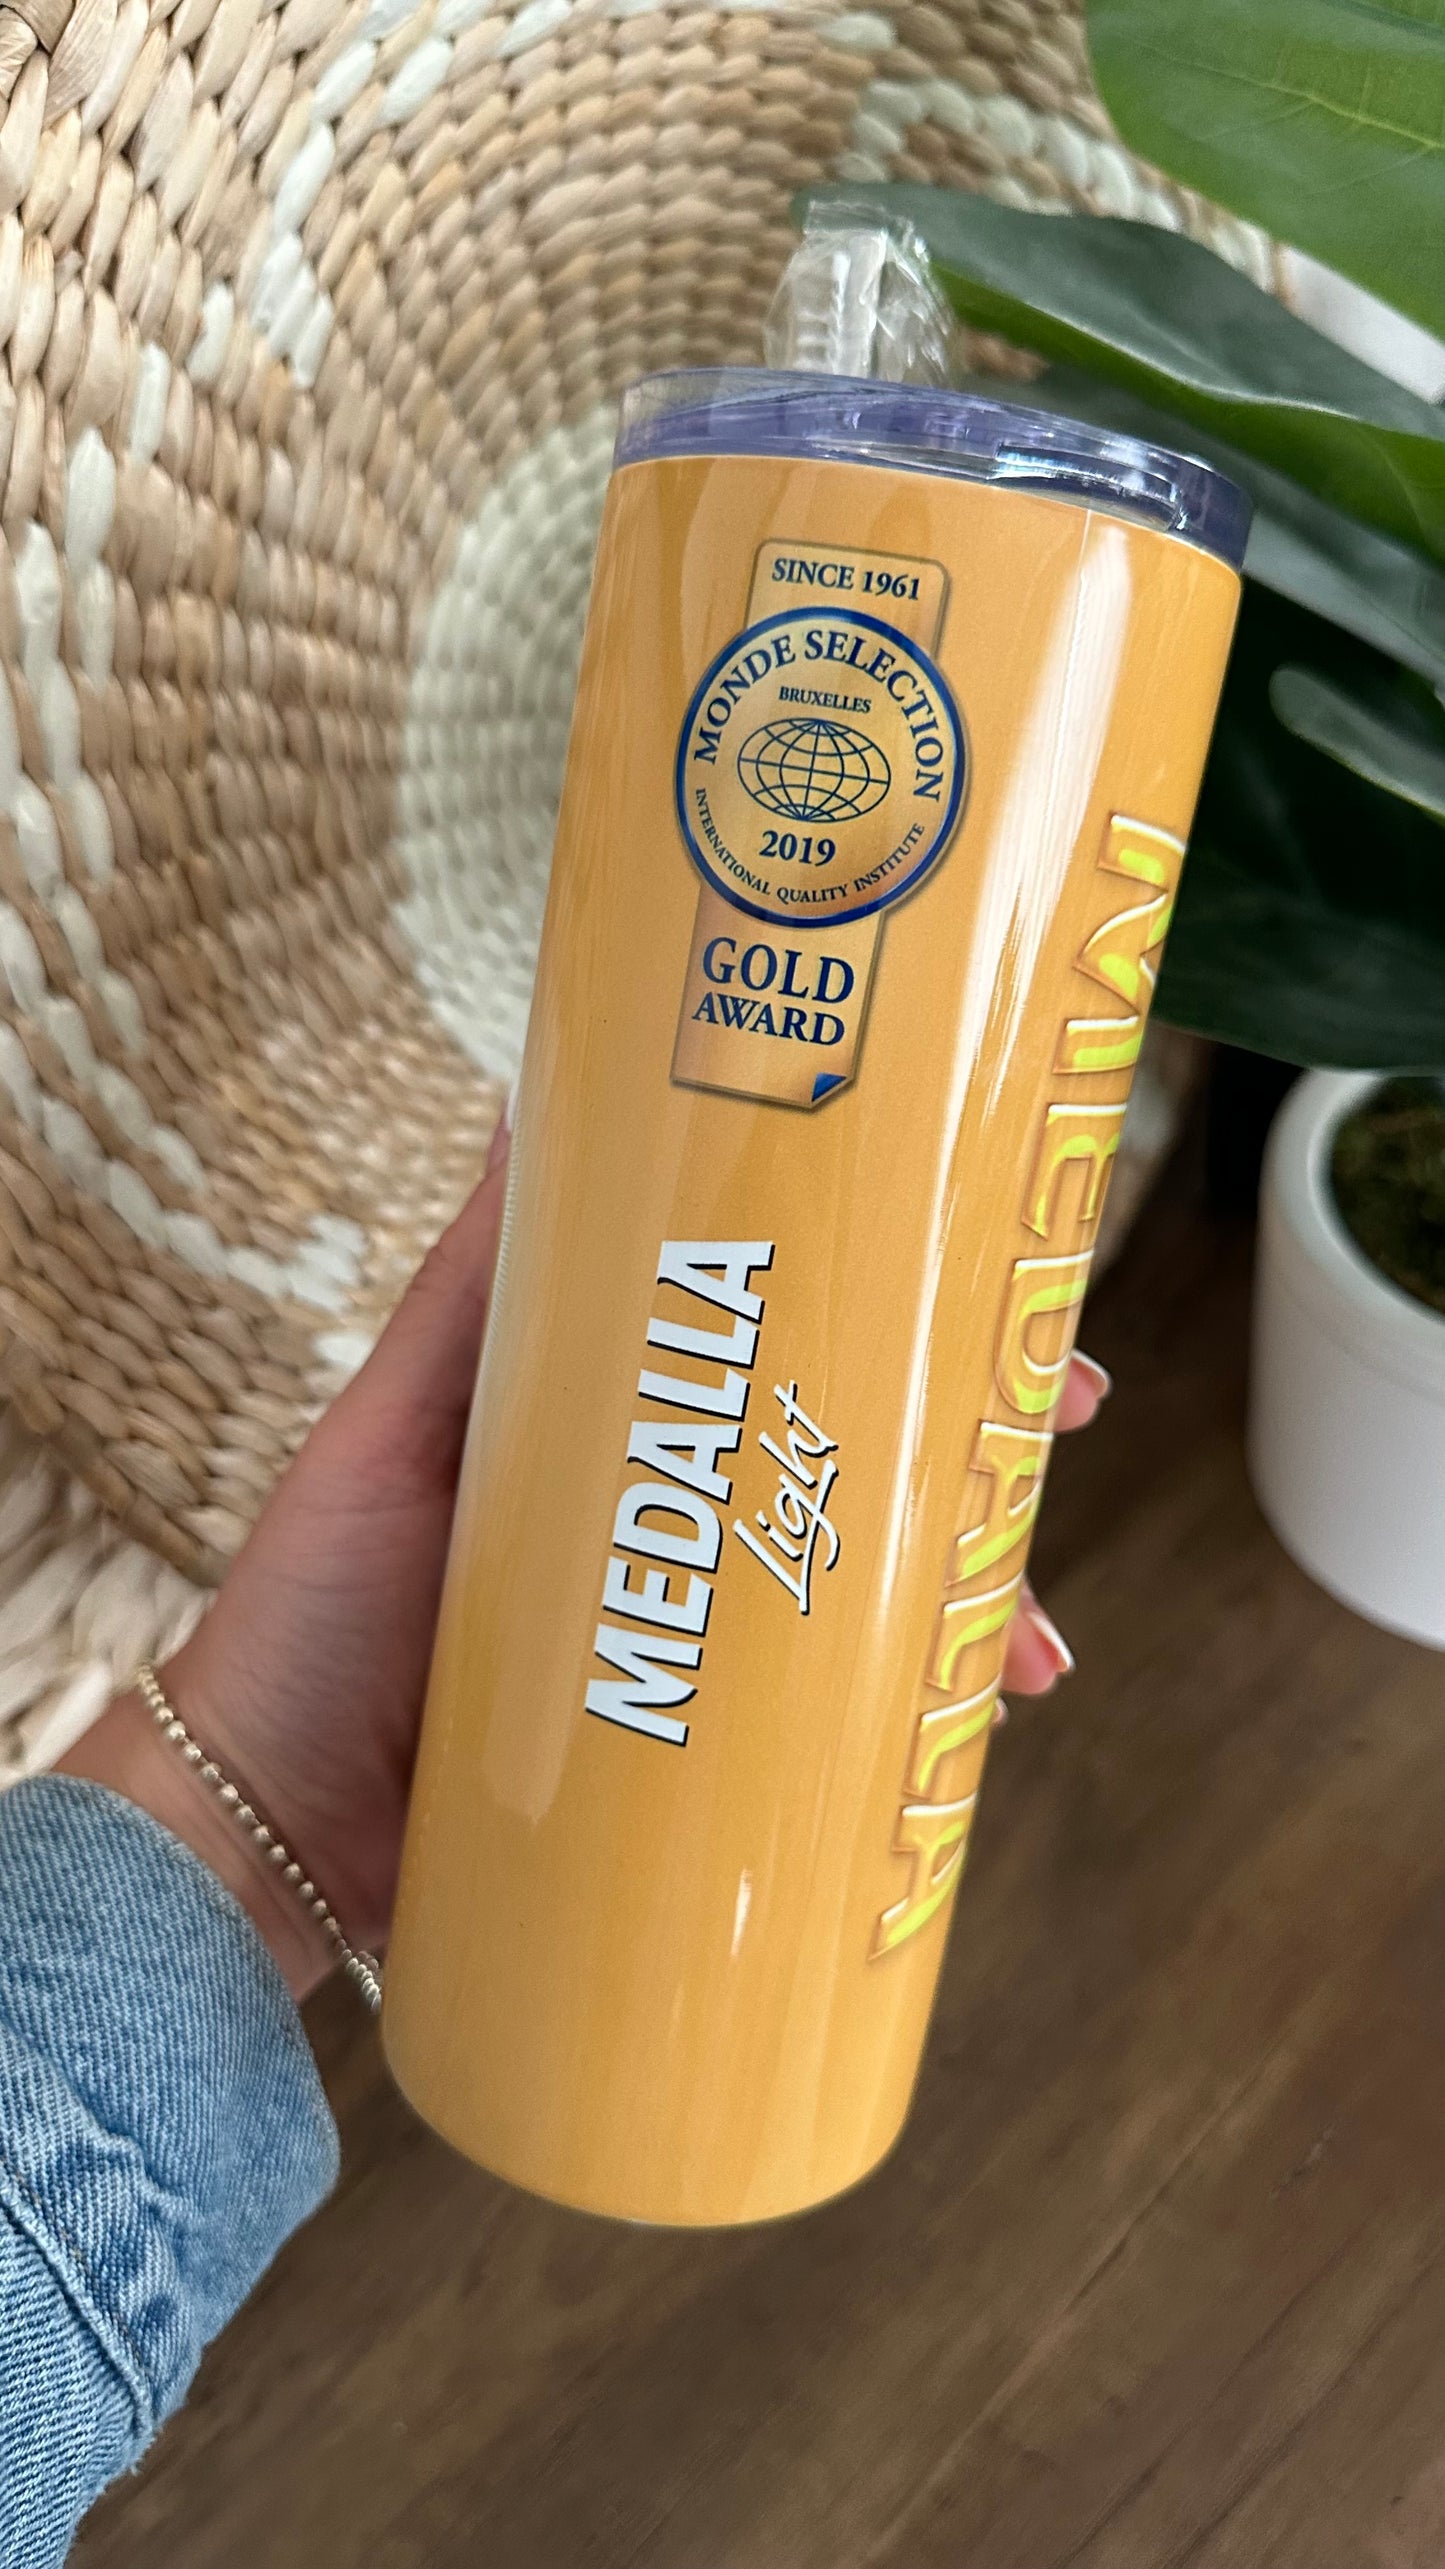 SINCE 1961
MONDE SELECTION
BRUXELLES
2019
INTERNATIONAL QUALITY INSTITUTE
GOLD
AWARD
MEDALLA
Light
MEDALLA